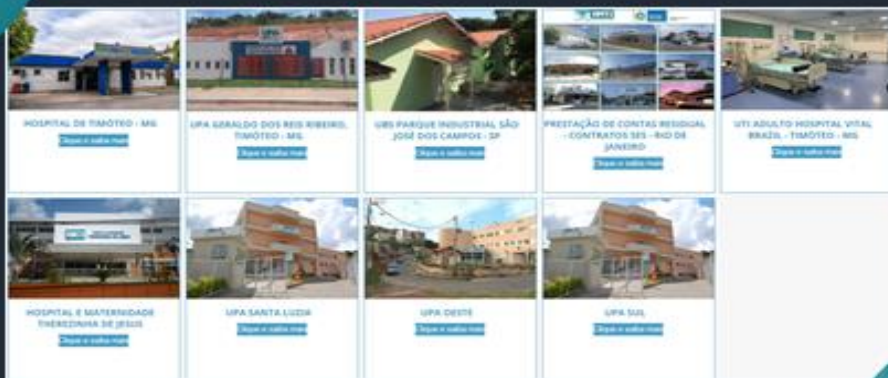 HOSPITAL DE TIMÓTEO - MG
Clique e saiba mais
UPA GERALDO DOS REIS RIBEIRO,
TIMÓTEO - MG
Clique e saiba mais
UBS PARQUE INDUSTRIAL SÃO
JOSÉ DOS CAMPOS - SP
Clique e saiba mais
PRESTAÇÃO DE CONTAS RESIDUAL
- CONTRATOS SES - RIO DE
JANEIRO
Clique e saiba mais
UTI ADULTO HOSPITAL VITAL
BRAZIL - TIMÓTEO - MG
Clique e saiba mais
HOSPITAL E MATERNIDADE
THEREZINHA DE JESUS
Clique e saiba mais
UPA SANTA LUZIA
Clique e saiba mais
UPA OESTE
Clique e saiba mais
UPA SUL
Clique e saiba mais